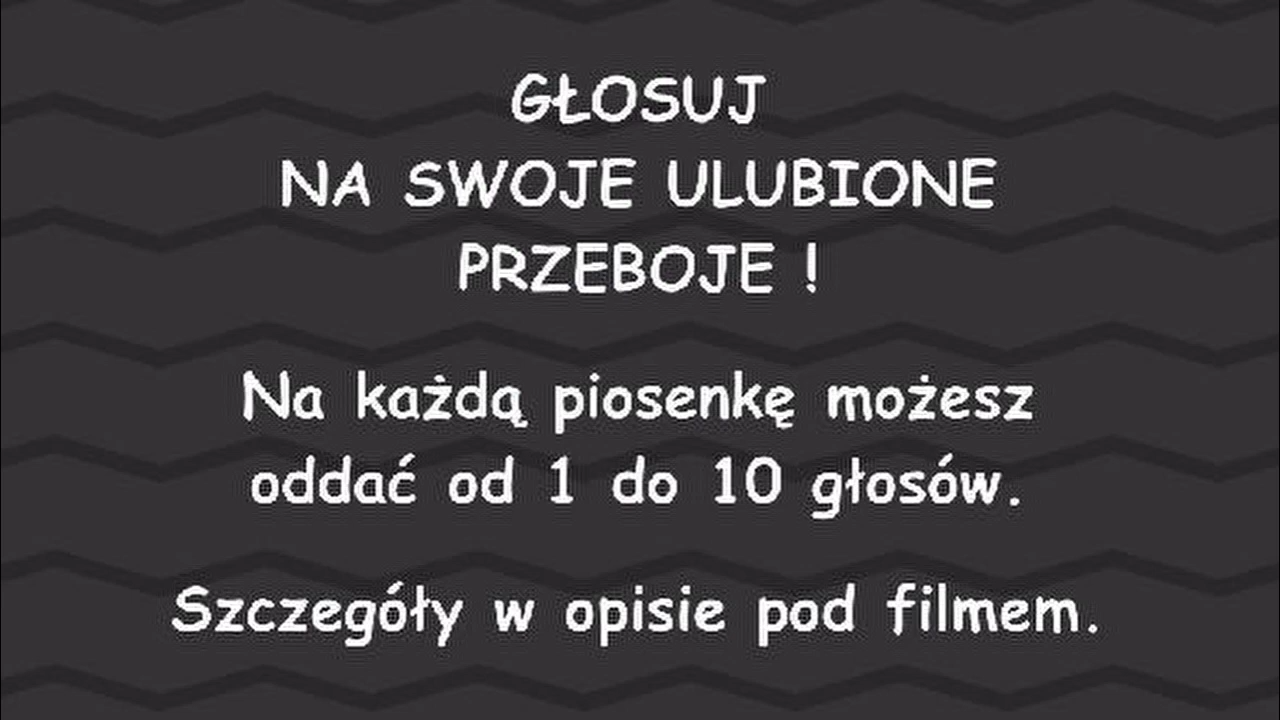 GŁOSUJ
NA SWOJE ULUBIONE
PRZEBOJE !
Na każdą piosenkę możesz
oddać od 1 do 10 głosów.
Szczegóły w opisie pod filmem.